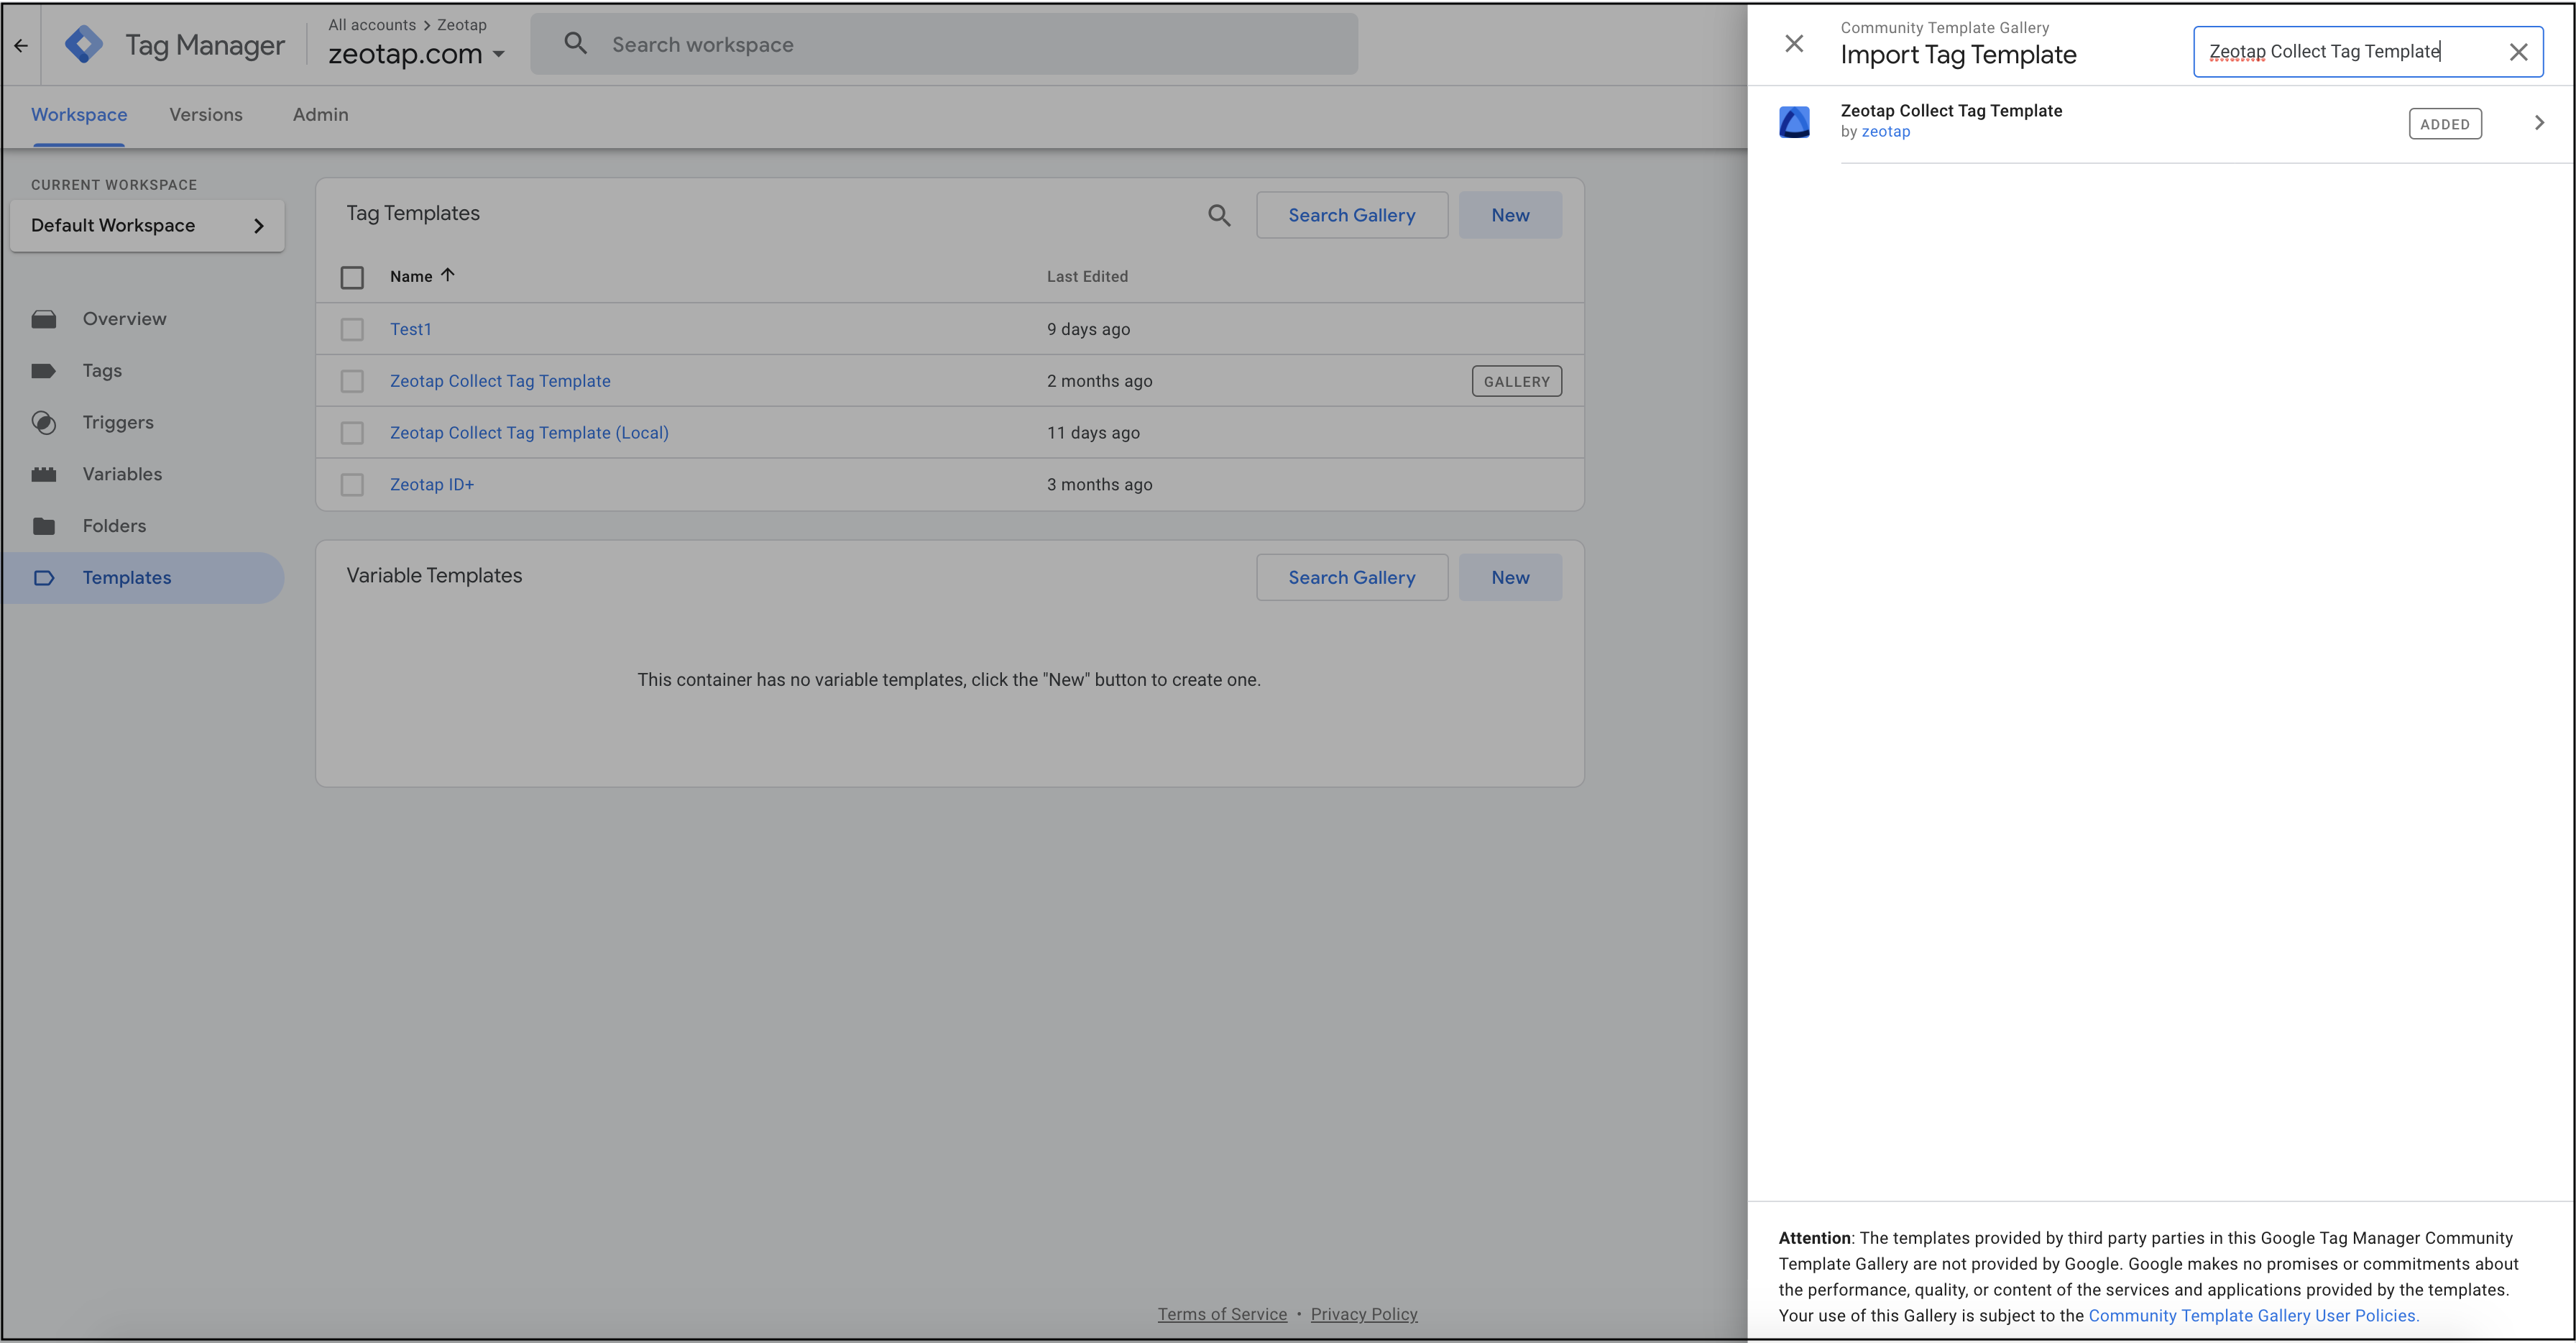 Tag Manager
All accounts > Zeotap
zeotap.com
Search workspace
Workspace Versions Admin
CURRENT WORKSPACE
Default Workspace
Overview
Tags
Triggers
Variables
Folders
Templates
Tag Templates
Search Gallery New
Name Last Edited
Test1 9 days ago
Zeotap Collect Tag Template 2 months ago GALLERY
Zeotap Collect Tag Template (Local) 11 days ago
Zeotap ID+ 3 months ago
Variable Templates
Search Gallery New
This container has no variable templates, click the "New" button to create one.
Terms of Service • Privacy Policy
Community Template Gallery
Import Tag Template
Zeotap Collect Tag Template
Zeotap Collect Tag Template
by zeotap
ADDED
Attention: The templates provided by third party parties in this Google Tag Manager Community
Template Gallery are not provided by Google. Google makes no promises or commitments about
the performance, quality, or content of the services and applications provided by the templates.
Your use of this Gallery is subject to the Community Template Gallery User Policies.